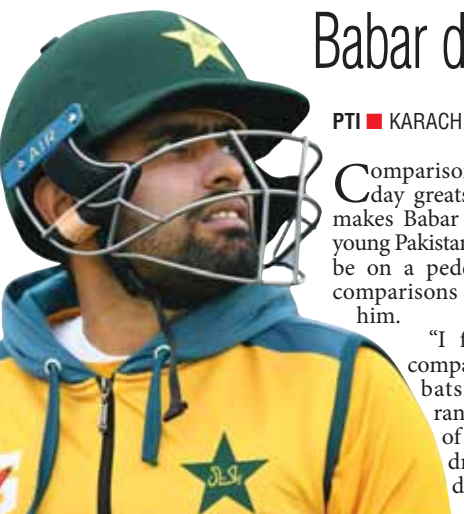 Babar d
PTI ■ KARACH
Comparison
day greats
makes Babar
young Pakistan
be on a pede
comparisons
him.
"I f
compa
bats
ran
of
dr
d
AIR